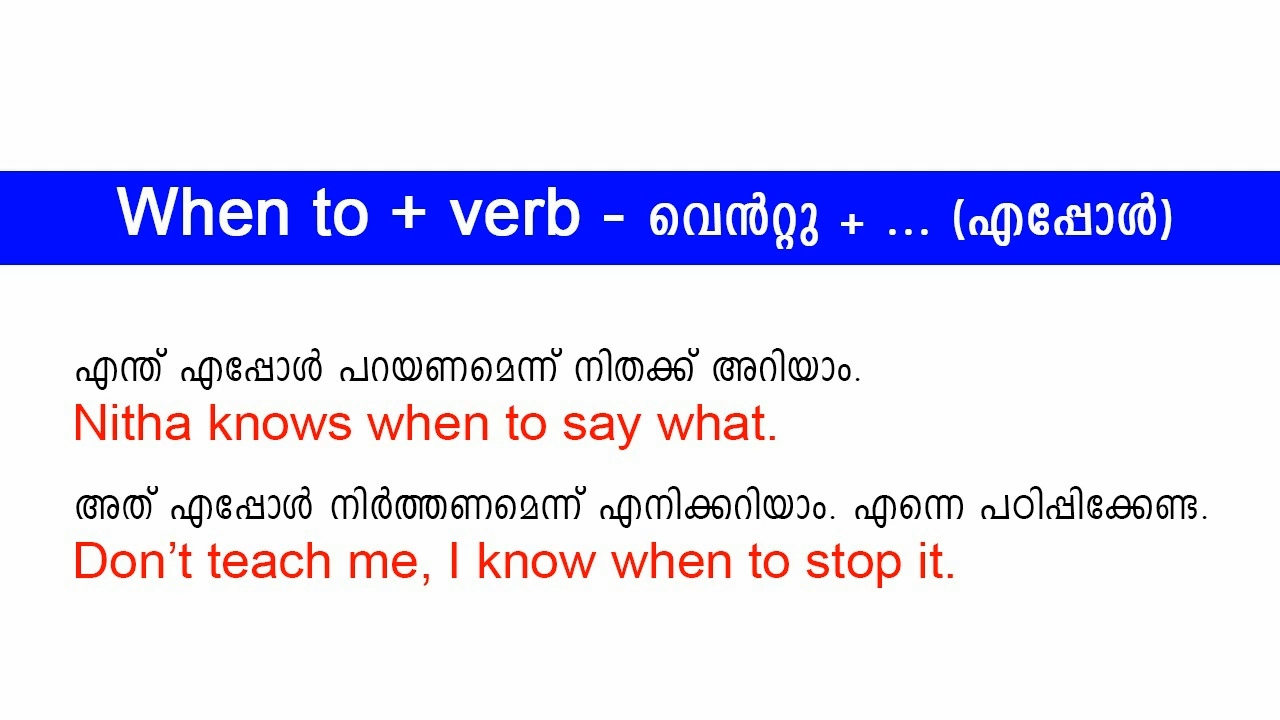 When to + verb - വെൻറ്റു + ... (എപ്പോൾ)
എന്ത് എപ്പോൾ പറയണമെന്ന് നിതക്ക് അറിയാം.
Nitha knows when to say what.
അത് എപ്പോൾ നിർത്തണമെന്ന് എനിക്കറിയാം. എന്നെ പഠിപ്പിക്കേണ്ട.
Don’t teach me, I know when to stop it.